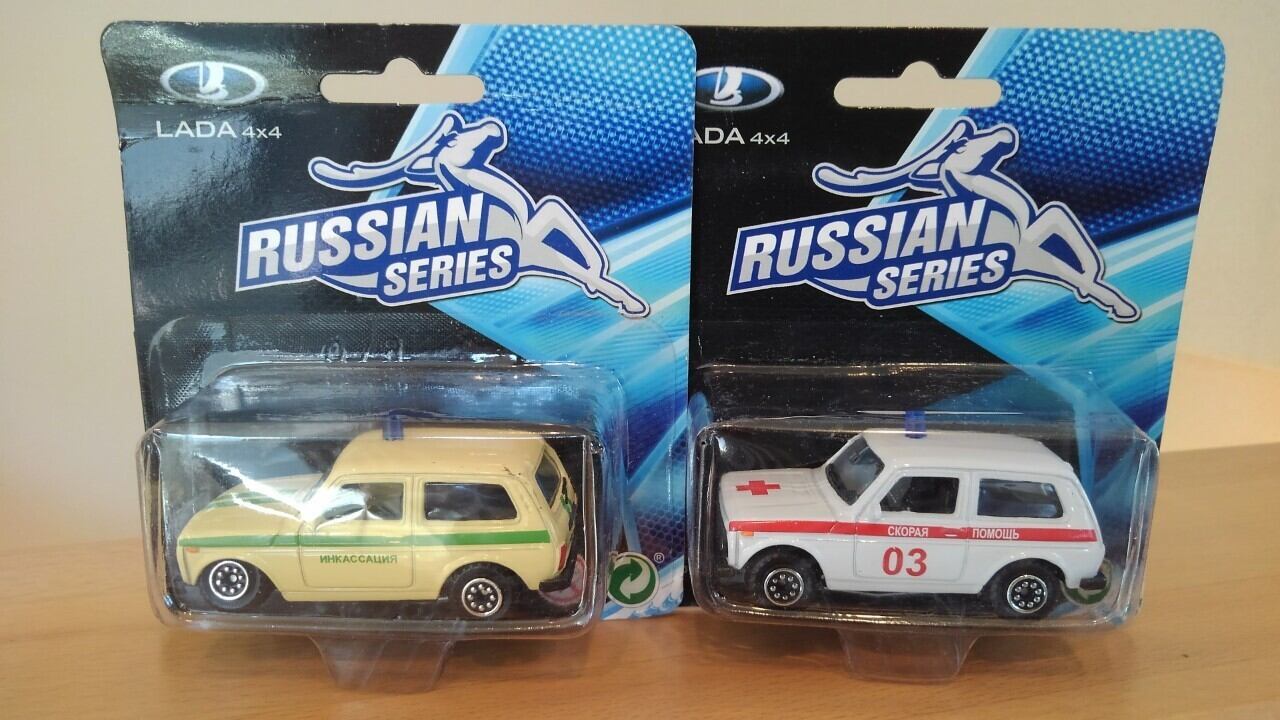 LADA 4x4
RUSSIAN
SERIES
ИНКАССАЦИЯ
®
ADA 4x4
RUSSIAN
SERIES
СКОРАЯ ПОМОЩЬ
03